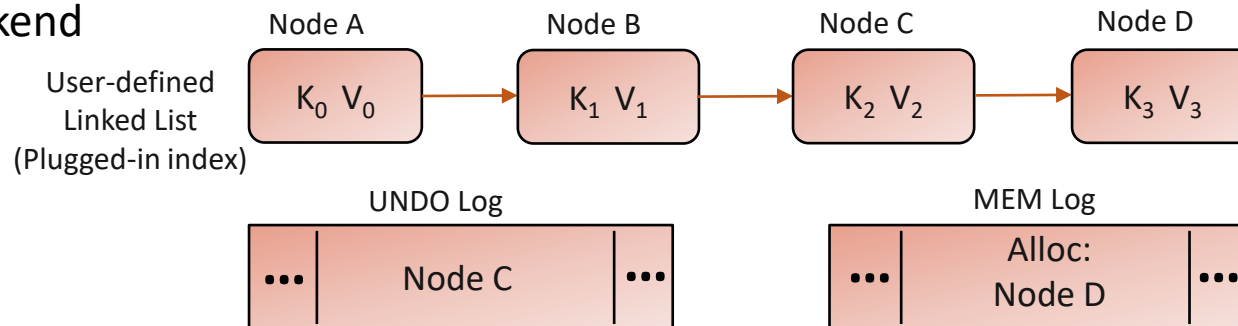 kend
Node A
Node B
Node C
Node D
User-defined
Linked List
(Plugged-in index)
K0 V0
K1 V1
K2 V2
K3 V3
UNDO Log
MEM Log
... Node C ...
... Alloc:
Node D ...